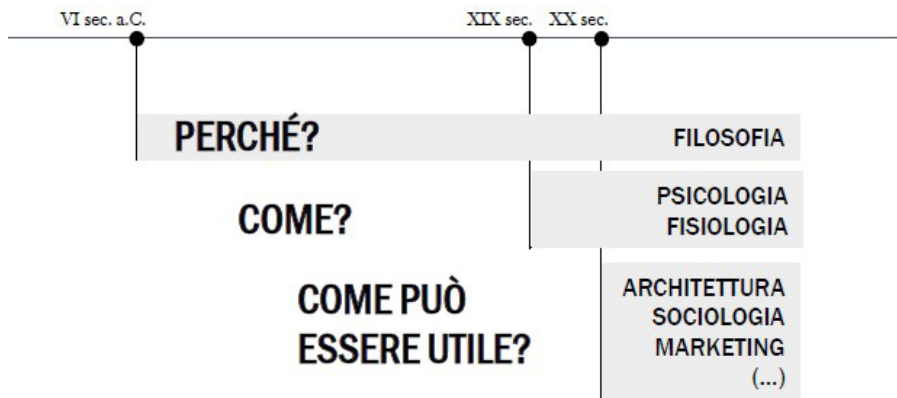 VI sec. a.C.
XIX sec.
XX sec.
PERCHÉ?
FILOSOFIA
COME?
PSICOLOGIA
FISIOLOGIA
COME PUÒ
ESSERE UTILE?
ARCHITETTURA
SOCIOLOGIA
MARKETING
(...)